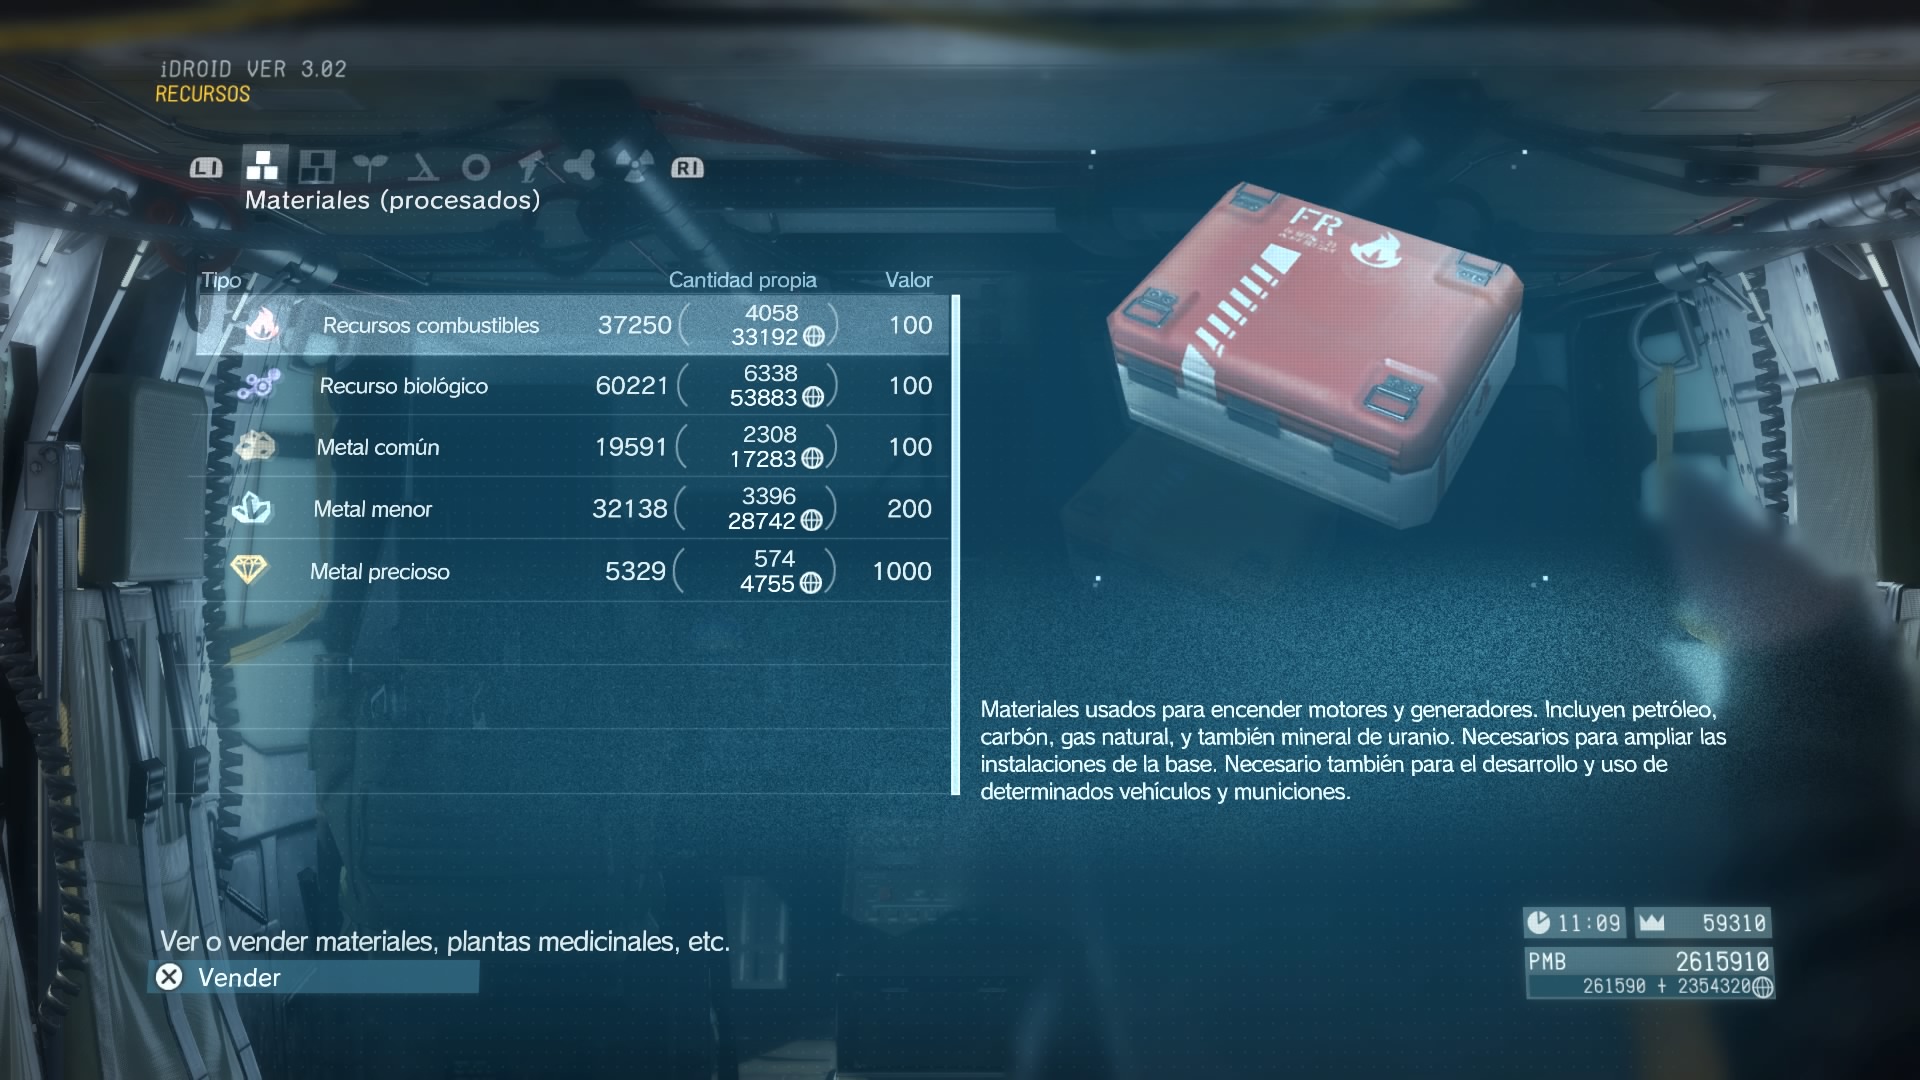 iDROID VER 3.02
RECURSOS
L1
R1
Materiales (procesados)
Tipo Cantidad propia Valor
Recursos combustibles 37250 ( 4058 33192 ) 100
Recurso biológico 60221 ( 6338 53883 ) 100
Metal común 19591 ( 2308 17283 ) 100
Metal menor 32138 ( 3396 28742 ) 200
Metal precioso 5329 ( 574 4755 ) 1000
FR
Materiales usados para encender motores y generadores. Incluyen petróleo,
carbón, gas natural, y también mineral de uranio. Necesarios para ampliar las
instalaciones de la base. Necesario también para el desarrollo y uso de
determinados vehículos y municiones.
Ver o vender materiales, plantas medicinales, etc.
Vender
11:09 59310
PMB 2615910
261590 + 2354320